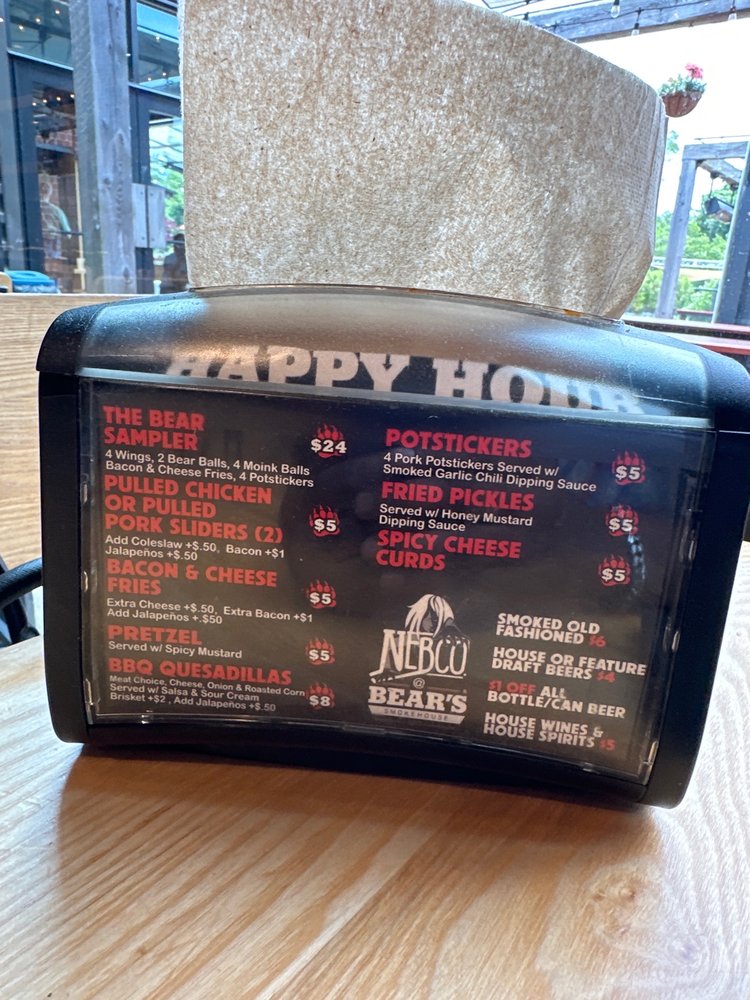 HAPPY HOUR
THE BEAR
SAMPLER
$24
4 Wings, 2 Bear Balls, 4 Moink Balls
Bacon & Cheese Fries, 4 Potstickers
PULLED CHICKEN
OR PULLED
PORK SLIDERS (2)
$5
Add Coleslaw +$.50, Bacon +$1
Jalapeños +$.50
BACON & CHEESE
FRIES
$5
Extra Cheese +$.50, Extra Bacon +$1
Add Jalapeños +.$50
PRETZEL
Served w/ Spicy Mustard
$5
BBQ QUESADILLAS
Meat Choice, Cheese, Onion & Roasted Corn
Served w/ Salsa & Sour Cream
Brisket +$2 , Add Jalapeños +$.50
$8
POTSTICKERS
4 Pork Potstickers Served w/
Smoked Garlic Chili Dipping Sauce
$5
FRIED PICKLES
Served w/ Honey Mustard
Dipping Sauce
$5
SPICY CHEESE
CURDS
$5
NEBCO
@
BEAR'S
SMOKEHOUSE
SMOKED OLD
FASHIONED $6
HOUSE OR FEATURE
DRAFT BEERS $4
$1 OFF ALL
BOTTLE/CAN BEER
HOUSE WINES &
HOUSE SPIRITS $5